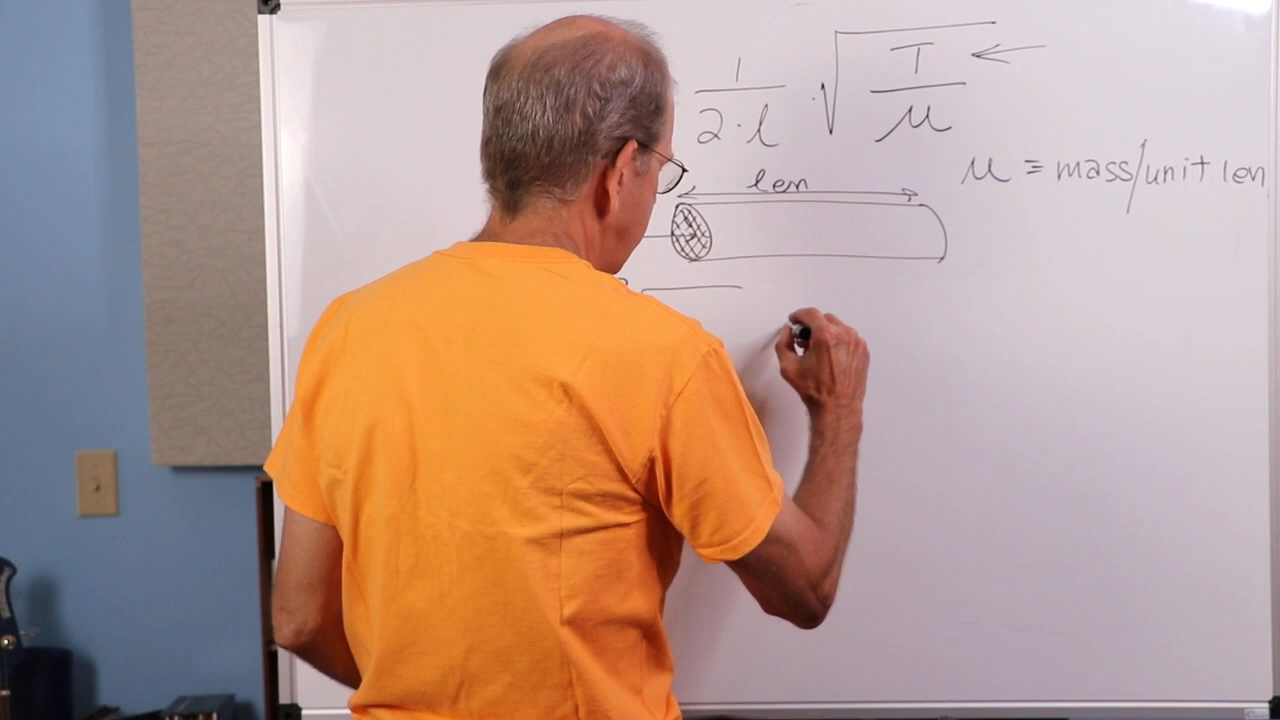 1 / 2·l · √ T / μ ←
μ ≡ mass/unit len
len